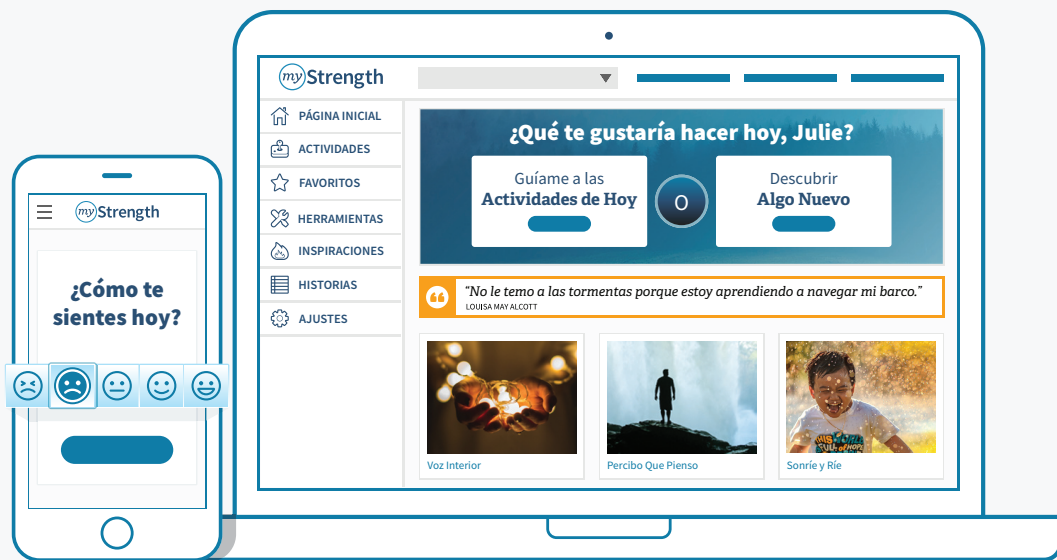 myStrength
PÁGINA INICIAL
ACTIVIDADES
FAVORITOS
HERRAMIENTAS
INSPIRACIONES
HISTORIAS
AJUSTES
¿Qué te gustaría hacer hoy, Julie?
Guíame a las
Actividades de Hoy
O
Descubrir
Algo Nuevo
“No le temo a las tormentas porque estoy aprendiendo a navegar mi barco.”
LOUISA MAY ALCOTT
Voz Interior
Percibo Que Pienso
Sonríe y Ríe
myStrength
¿Cómo te
sientes hoy?